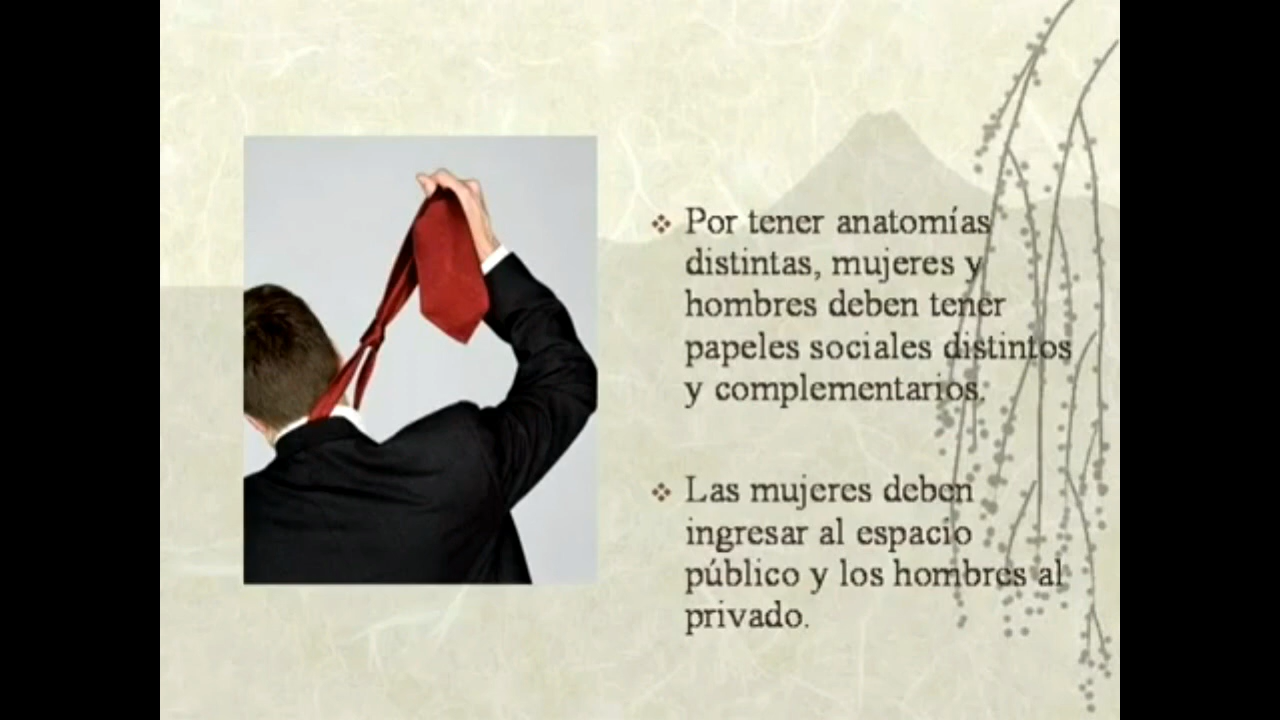 Por tener anatomías
distintas, mujeres y
hombres deben tener
papeles sociales distintos
y complementarios.
Las mujeres deben
ingresar al espacio
público y los hombres al
privado.